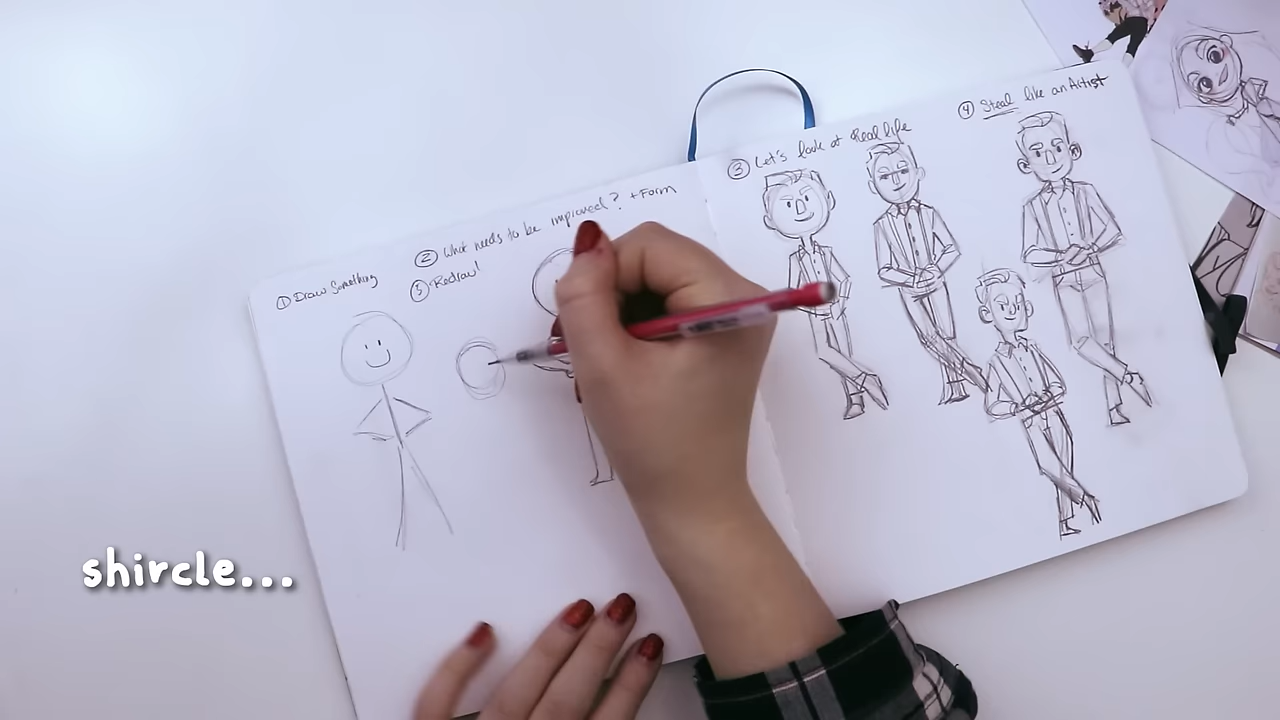 ① Draw Something
② What needs to be improved? + Form
⑤ Redraw!
③ Let's look at Real life
④ Steal like an Artist
shircle...